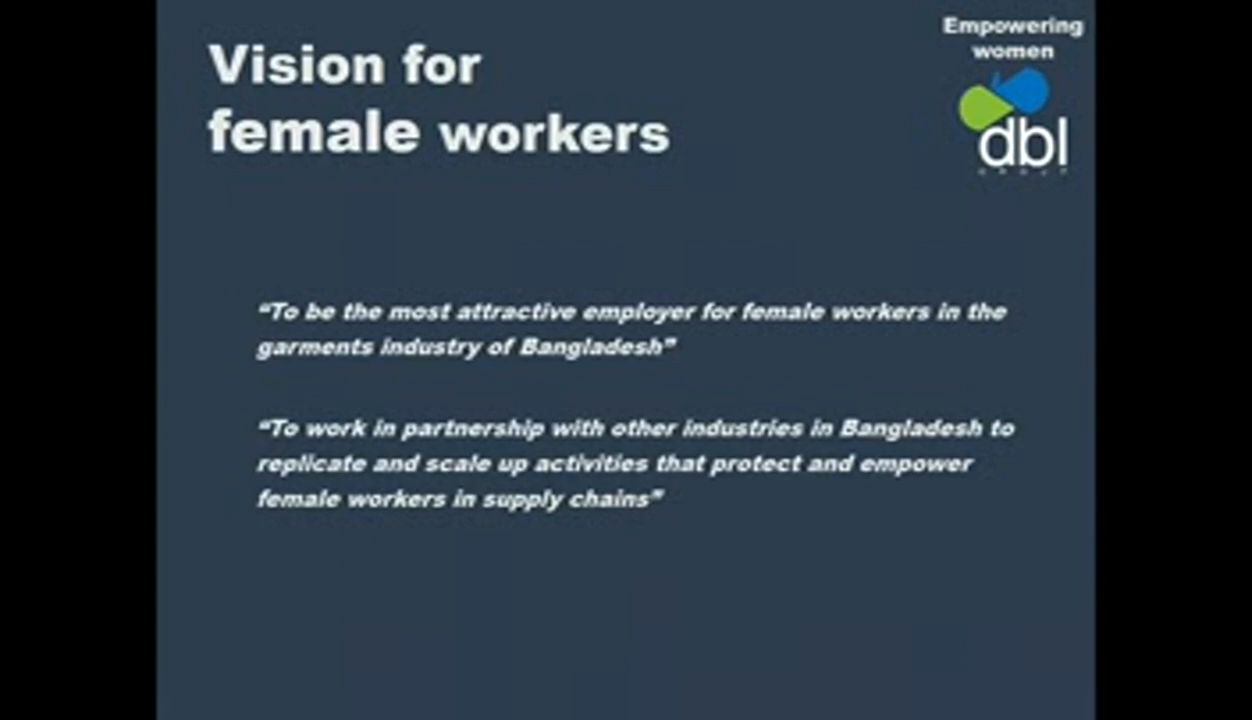 Vision for
female workers
Empowering
women
dbl
GROUP
“To be the most attractive employer for female workers in the
garments industry of Bangladesh”
“To work in partnership with other industries in Bangladesh to
replicate and scale up activities that protect and empower
female workers in supply chains”